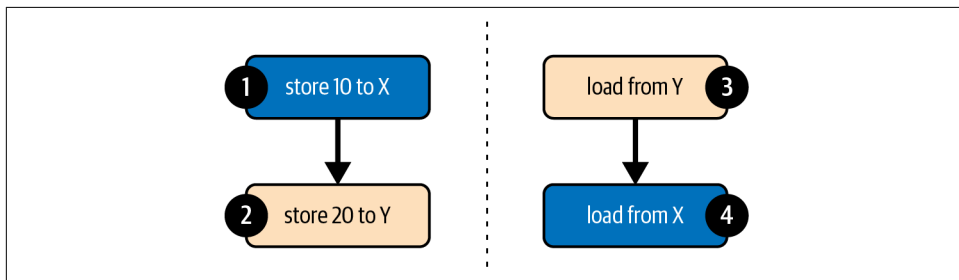 1 store 10 to X
load from Y 3
2 store 20 to Y
load from X 4